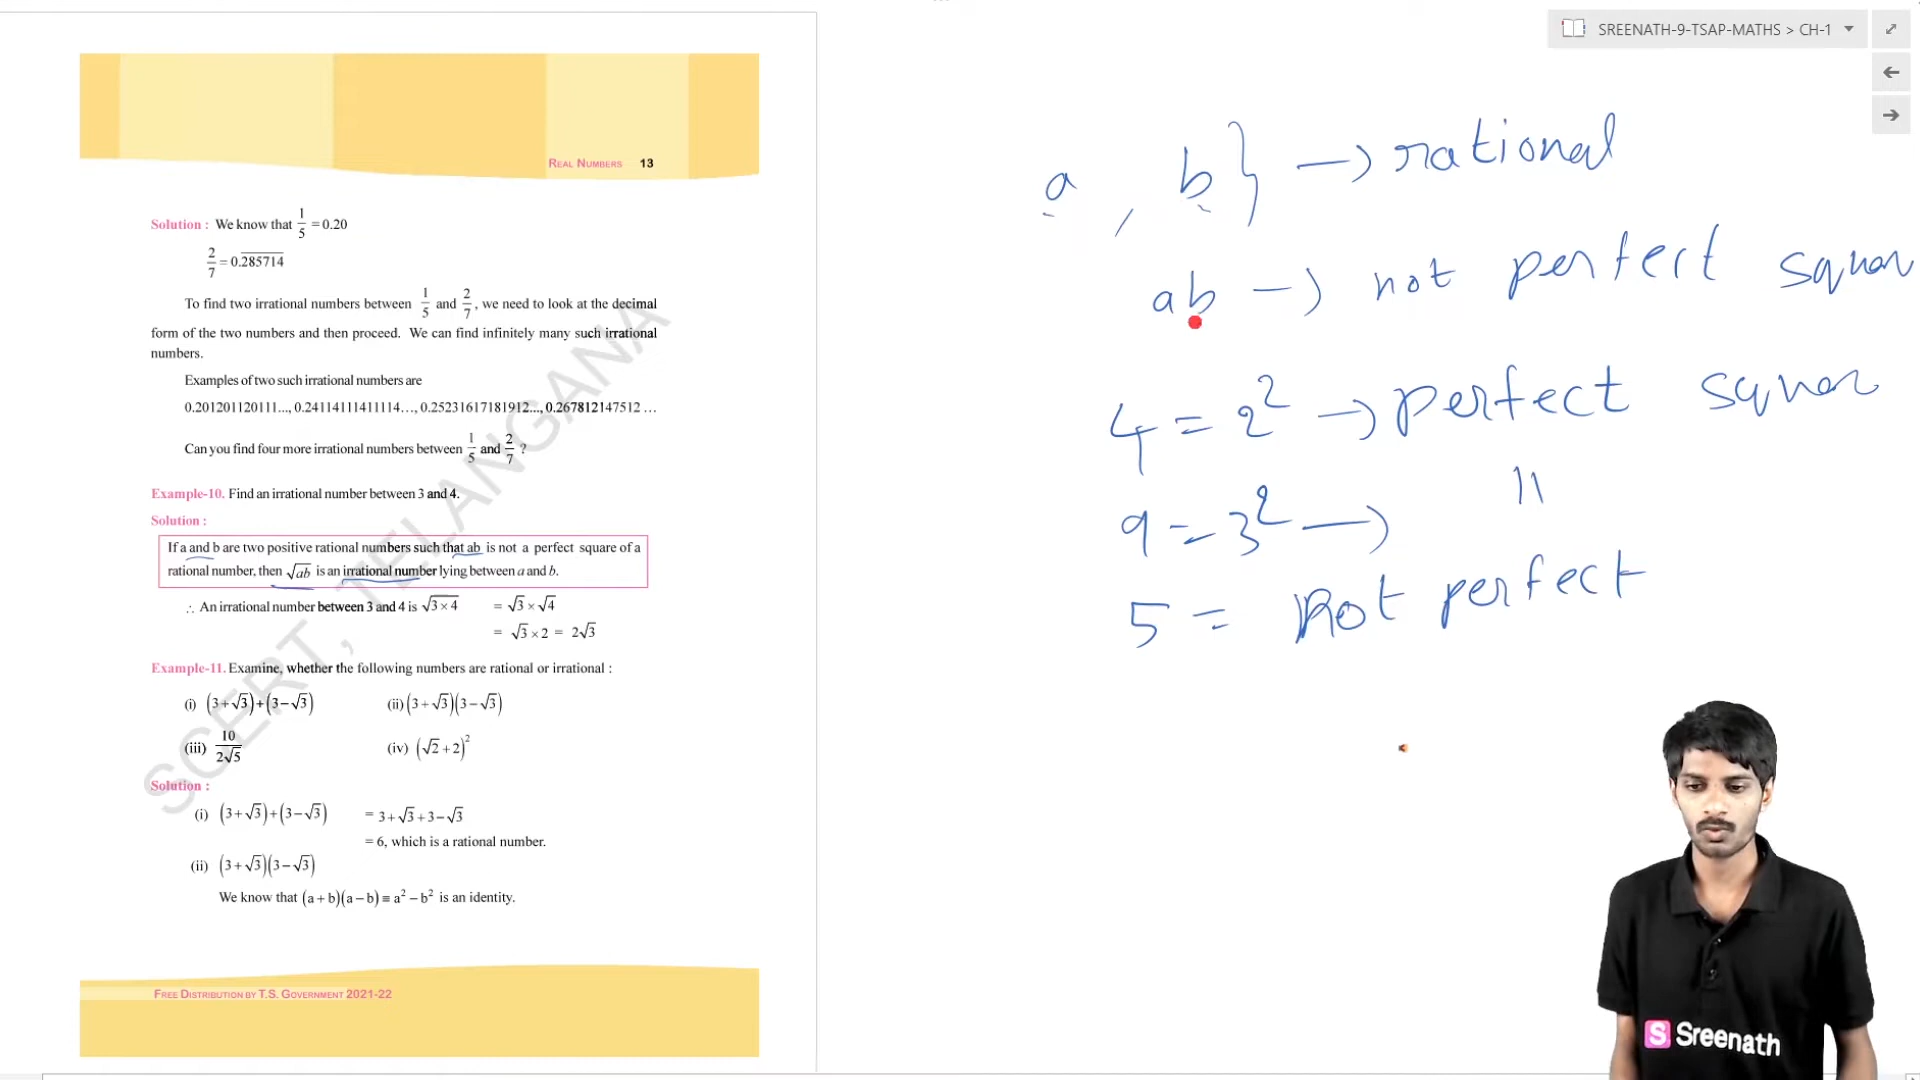 SREENATH-9-TSAP-MATHS > CH-1
REAL NUMBERS 13
Solution : We know that 1/5 = 0.20
2/7 = 0.2̅8̅5̅7̅1̅4̅
To find two irrational numbers between 1/5 and 2/7, we need to look at the decimal
form of the two numbers and then proceed. We can find infinitely many such irrational
numbers.
Examples of two such irrational numbers are
0.201201120111..., 0.24114111411114…, 0.25231617181912..., 0.267812147512 …
Can you find four more irrational numbers between 1/5 and 2/7 ?
Example-10. Find an irrational number between 3 and 4.
Solution :
If a and b are two positive rational numbers such that ab is not a perfect square of a
rational number, then √ab is an irrational number lying between a and b.
∴ An irrational number between 3 and 4 is √3 × 4 = √3 × √4
= √3 × 2 = 2√3
Example-11. Examine, whether the following numbers are rational or irrational :
(i) (3+√3)+(3−√3) (ii) (3+√3)(3−√3)
(iii) 10/2√5 (iv) (√2+2)²
Solution :
(i) (3+√3)+(3−√3) = 3+√3+3−√3
= 6, which is a rational number.
(ii) (3+√3)(3−√3)
We know that (a+b)(a−b) ≡ a² − b² is an identity.
FREE DISTRIBUTION BY T.S. GOVERNMENT 2021-22
SCERT, TELANGANA
a , b } → rational
ab → not perfect square
4 = 2² → perfect square
9 = 3² → 〃
5 = not perfect
S Sreenath